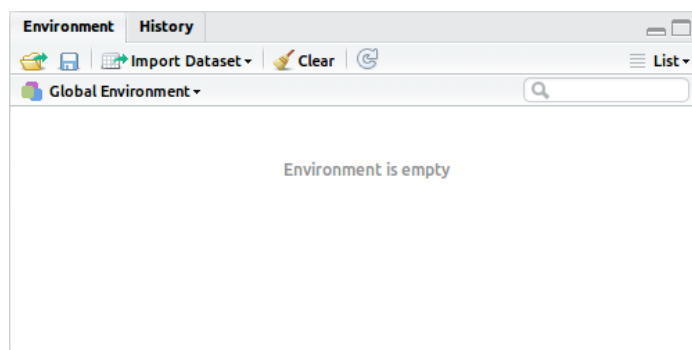 Environment History
Import Dataset Clear List
Global Environment
Environment is empty